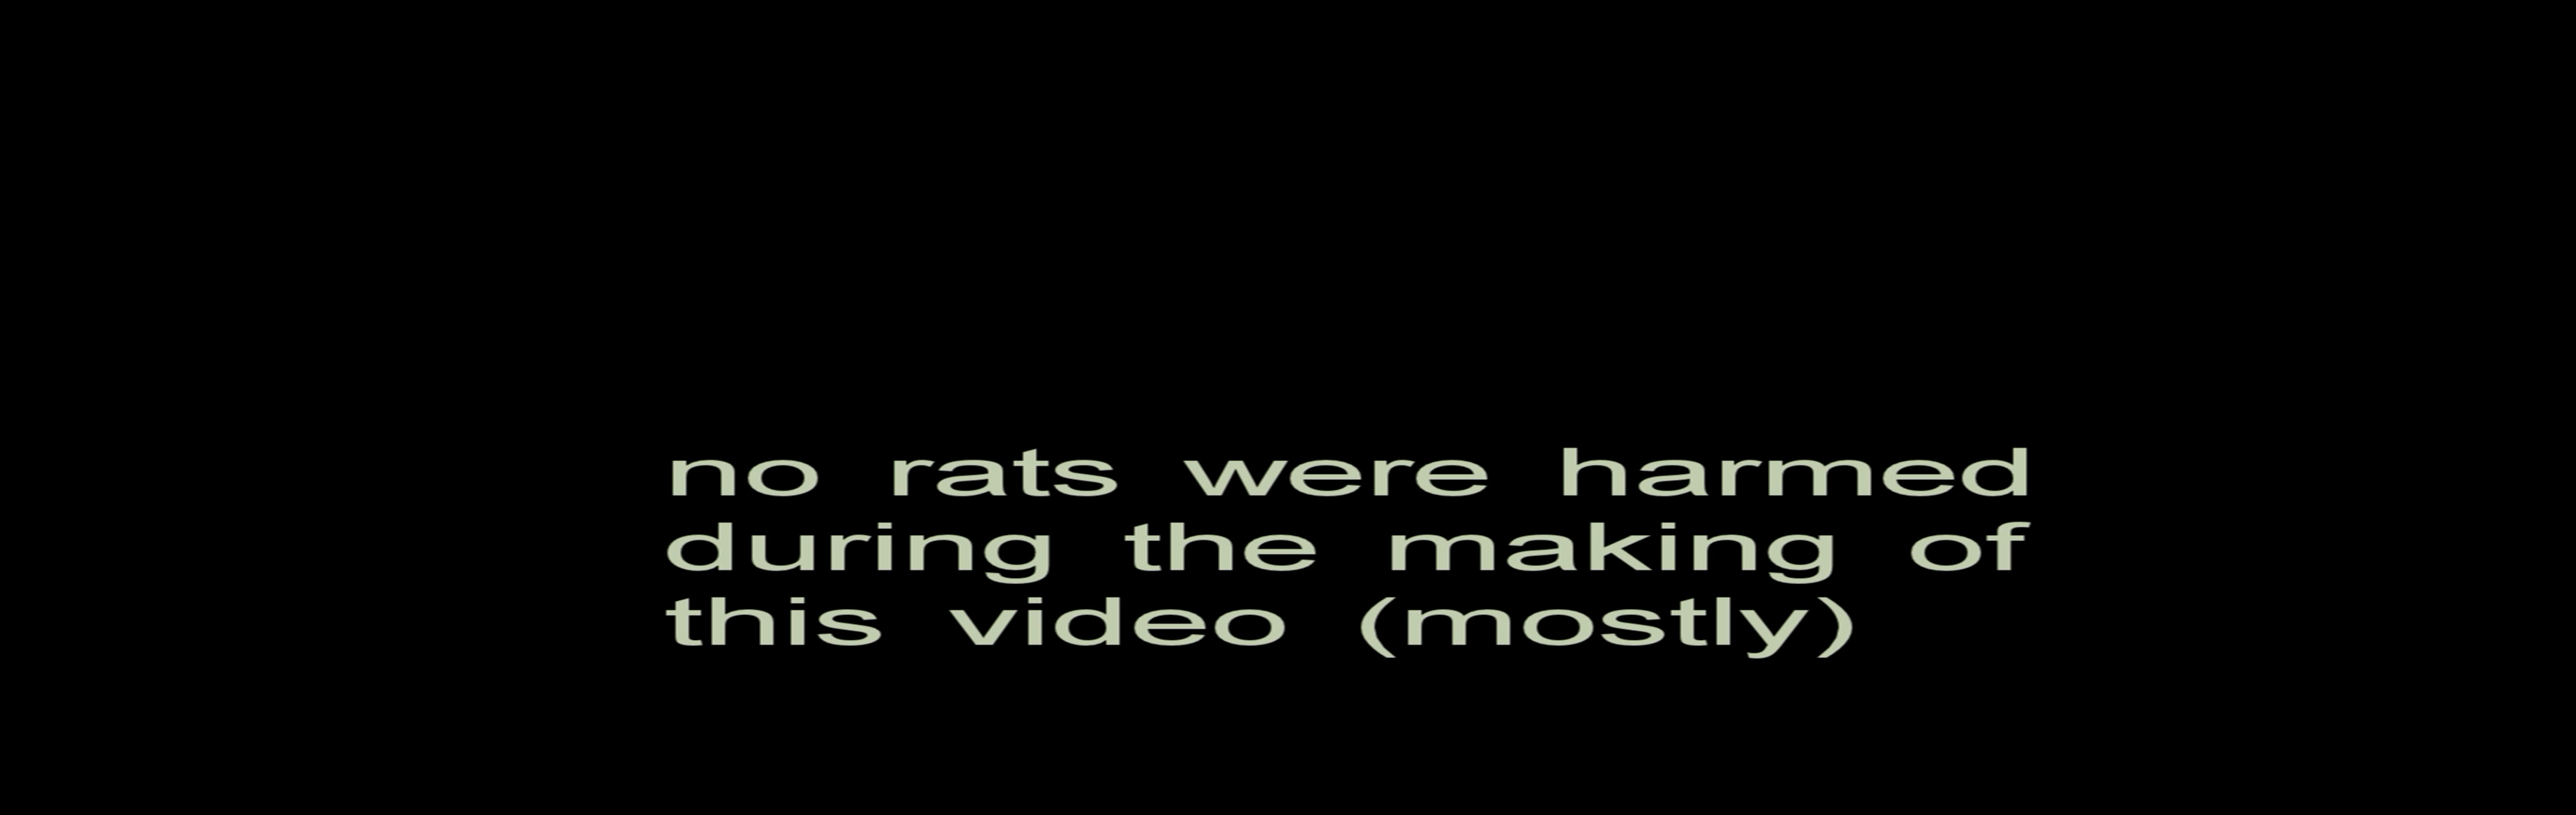 no rats were harmed
during the making of
this video (mostly)